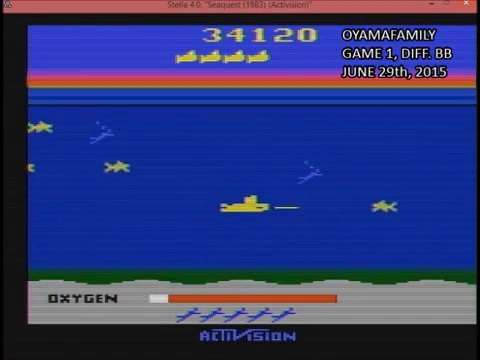 Stella 4.0: "Seaquest (1983) (Activision)"
34120
OYAMAFAMILY
GAME 1, DIFF. BB
JUNE 29th, 2015
OXYGEN
ACTIVISION